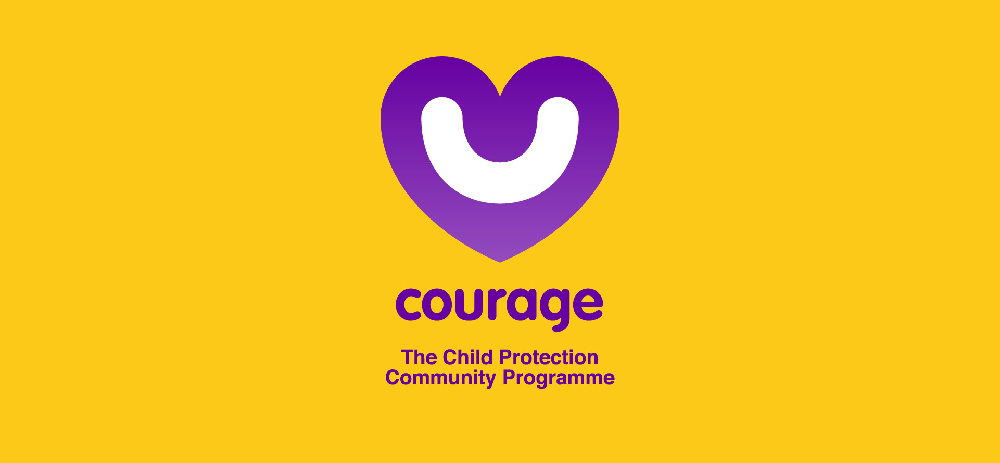 courage
The Child Protection
Community Programme